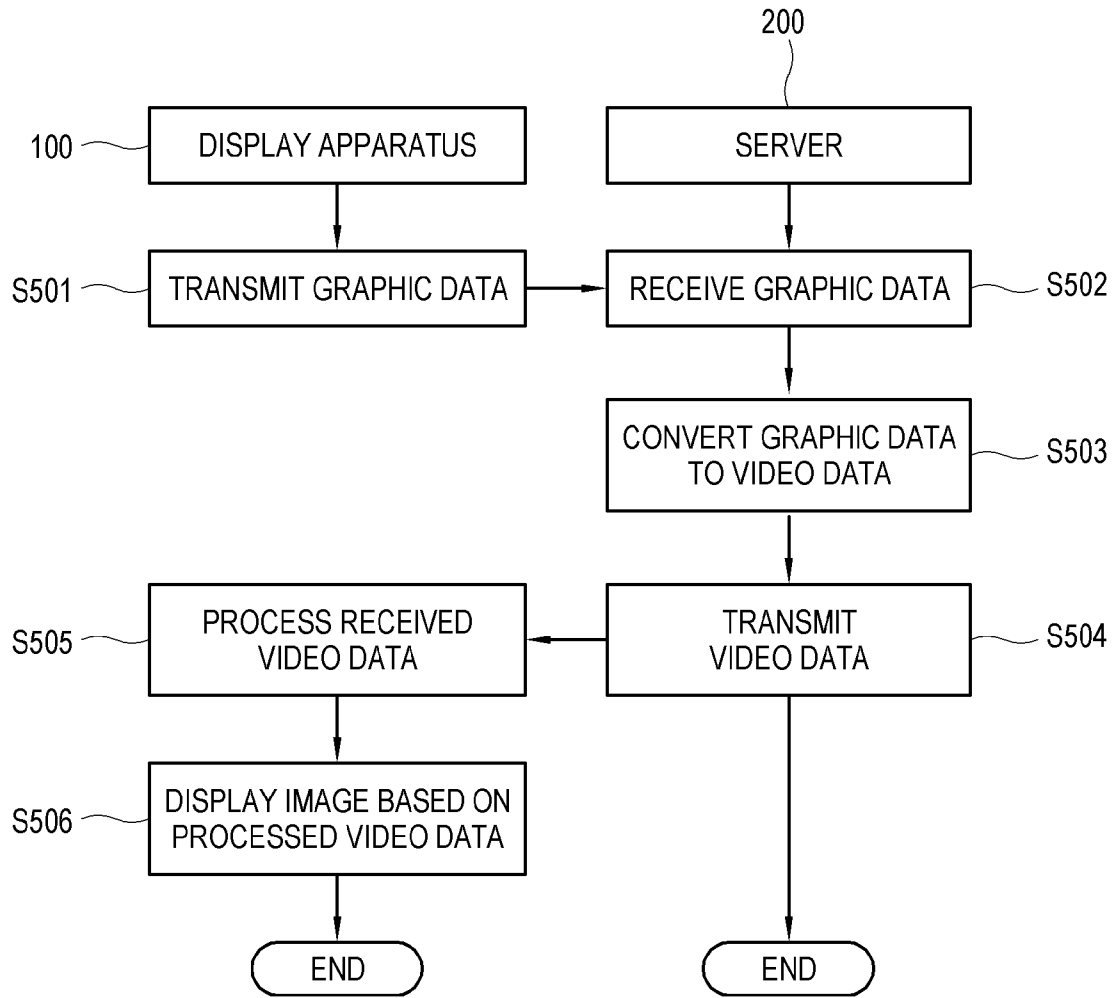 200
100
DISPLAY APPARATUS
SERVER
S501
TRANSMIT GRAPHIC DATA
RECEIVE GRAPHIC DATA
S502
CONVERT GRAPHIC DATA
TO VIDEO DATA
S503
S505
PROCESS RECEIVED
VIDEO DATA
TRANSMIT
VIDEO DATA
S504
S506
DISPLAY IMAGE BASED ON
PROCESSED VIDEO DATA
END
END